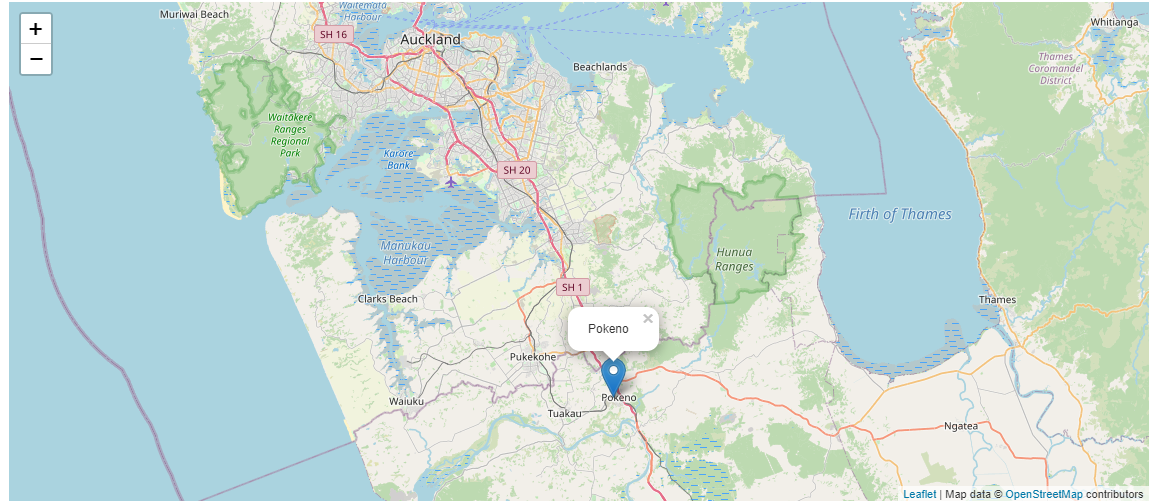 +
−
Muriwai Beach
Waitematā
Harbour
SH 16
Auckland
Beachlands
Whitianga
Thames
Coromandel
District
Waitākere
Ranges
Regional
Park
Karore
Bank
SH 20
Firth of Thames
Manukau
Harbour
Hunua
Ranges
SH 1
Clarks Beach
Thames
Pokeno
×
Pukekohe
Waiuku
Pokeno
Tuakau
Ngatea
Leaflet | Map data © OpenStreetMap contributors